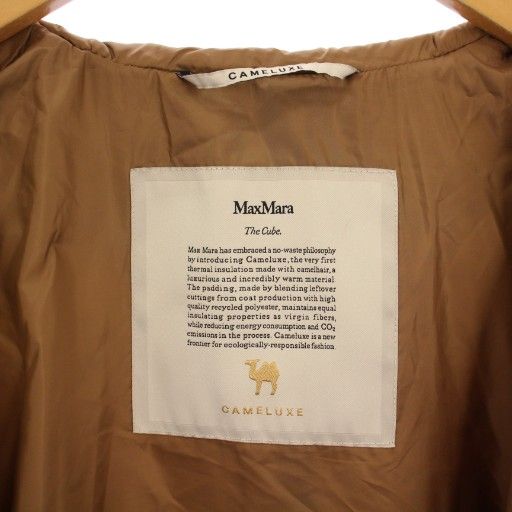 CAMELUXE
MaxMara
The Cube.
Max Mara has embraced a no-waste philosophy
by introducing Cameluxe, the very first
thermal insulation made with camelhair, a
luxurious and incredibly warm material.
The padding, made by blending leftover
cuttings from coat production with high
quality recycled polyester, maintains equal
insulating properties as virgin fibers,
while reducing energy consumption and CO2
emissions in the process. Cameluxe is a new
frontier for ecologically-responsible fashion.
CAMELUXE